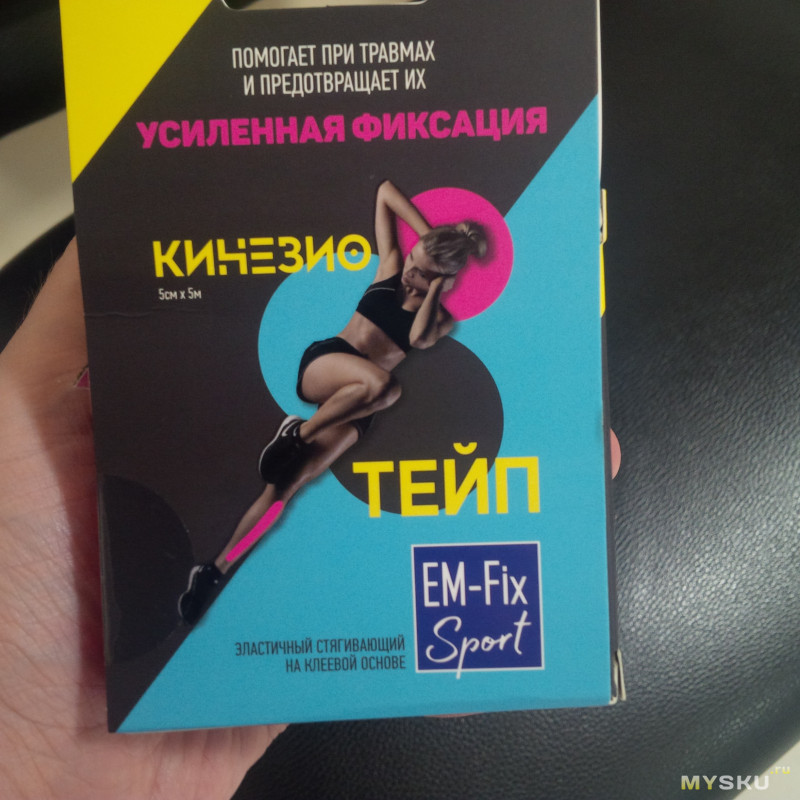 ПОМОГАЕТ ПРИ ТРАВМАХ
И ПРЕДОТВРАЩАЕТ ИХ
УСИЛЕННАЯ ФИКСАЦИЯ
КИНЕЗИО
5см x 5м
ТЕЙП
EM-Fix
Sport
ЭЛАСТИЧНЫЙ СТЯГИВАЮЩИЙ
НА КЛЕЕВОЙ ОСНОВЕ
MYSKU.ru